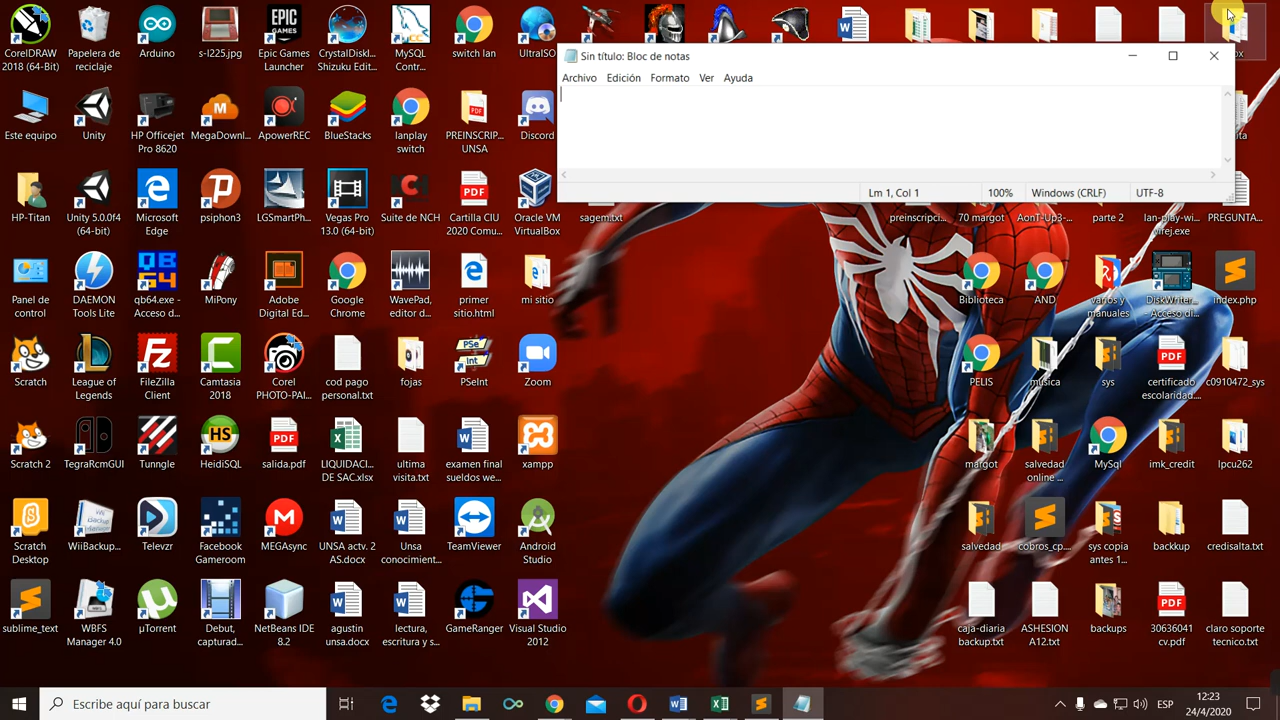 Sin título: Bloc de notas
Archivo Edición Formato Ver Ayuda
Lm 1, Col 1 100% Windows (CRLF) UTF-8
CorelDRAW
2018 (64-Bit)
Papelera de
reciclaje
Arduino
s-l225.jpg
Epic Games
Launcher
CrystalDiskI...
Shizuku Edit...
MySQL
Contr...
switch lan
UltraISO
Este equipo
Unity
HP Officejet
Pro 8620
MegaDownl...
ApowerREC
BlueStacks
lanplay
switch
PREINSCRIP...
UNSA
Discord
HP-Titan
Unity 5.0.0f4
(64-bit)
Microsoft
Edge
psiphon3
LGSmartPh...
Vegas Pro
13.0 (64-bit)
Suite de NCH
Cartilla CIU
2020 Comu...
Oracle VM
VirtualBox
sagem.txt
preinscripci...
70 margot
AonT-Up3-...
parte 2
lan-play-wi...
PREGUNTA...
Panel de
control
DAEMON
Tools Lite
qb64.exe -
Acceso d...
MiPony
Adobe
Digital Ed...
Google
Chrome
WavePad,
editor d...
primer
sitio.html
mi sitio
Biblioteca
AND
varios y
manuales
DiskWriter...
- Acceso di...
index.php
Scratch
League of
Legends
FileZilla
Client
Camtasia
2018
Corel
PHOTO-PAI...
cod pago
personal.txt
fojas
PSeInt
Zoom
PELIS
musica
sys
certificado
escolaridad....
c0910472_sys
Scratch 2
TegraRcmGUI
Tunngle
HeidiSQL
salida.pdf
LIQUIDACI...
DE SAC.xlsx
ultima
visita.txt
examen final
sueldos we...
xampp
margot
salvedad
online ...
MySql
imk_credit
lpcu262
Scratch
Desktop
WiiBackup...
Televzr
Facebook
Gameroom
MEGAsync
UNSA actv. 2
AS.docx
Unsa
conocimient...
TeamViewer
Android
Studio
salvedad
cobros_cp....
sys copia
antes 1...
backkup
credisalta.txt
sublime_text
WBFS
Manager 4.0
µTorrent
Debut,
capturad...
NetBeans IDE
8.2
agustin
unsa.docx
lectura,
escritura y s...
GameRanger
Visual Studio
2012
caja-diaria
backup.txt
ASHESION
A12.txt
backups
30636041
cv.pdf
claro soporte
tecnico.txt
Escribe aquí para buscar
ESP
12:23
24/4/2020